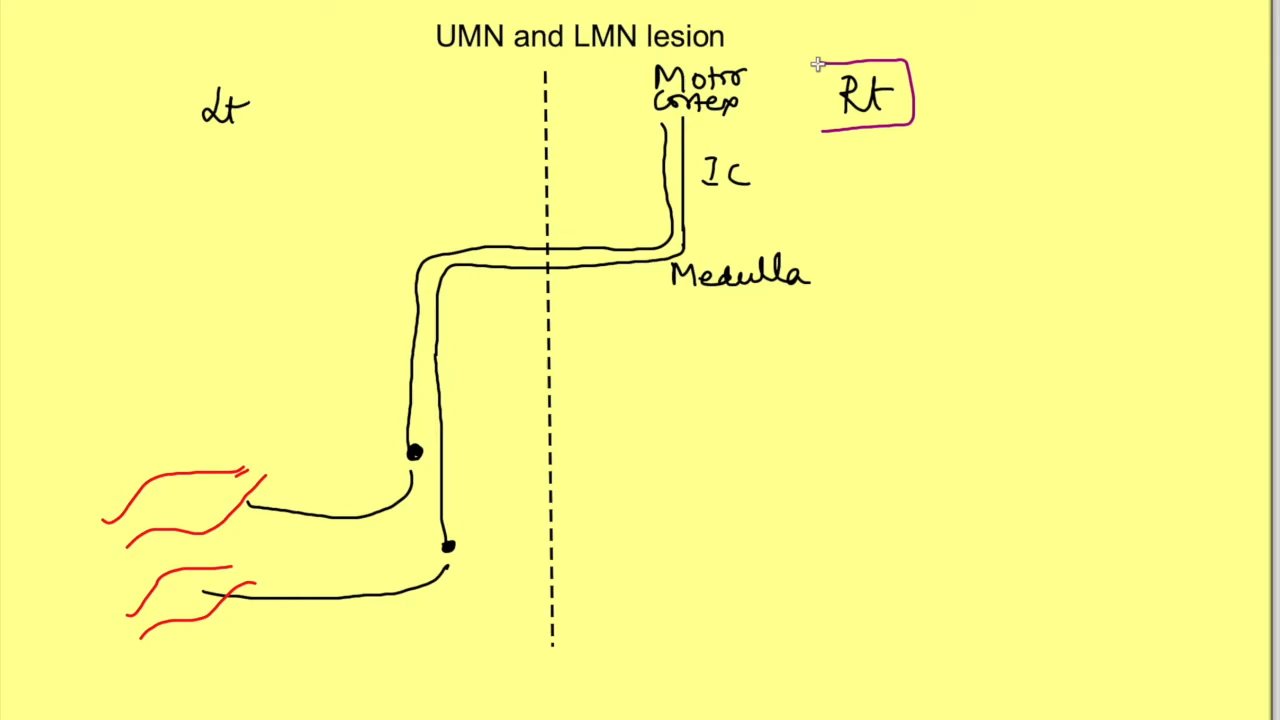 UMN and LMN lesion
Motor
Cortex
Rt
Lt
IC
Medulla